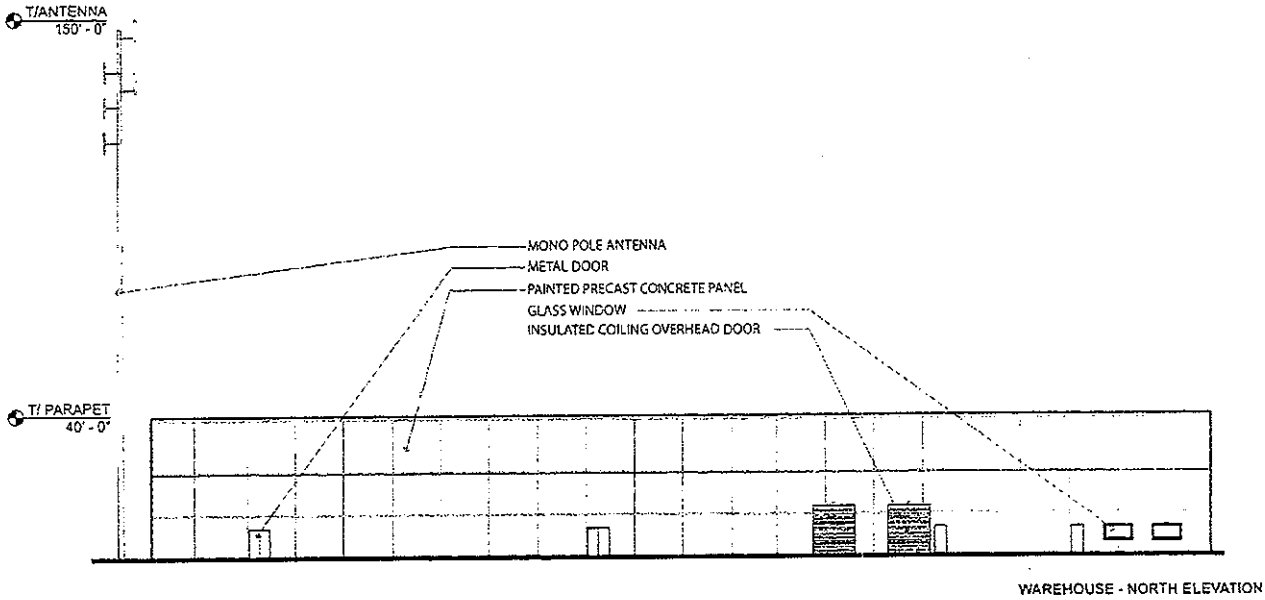 T/ANTENNA
150' - 0"
MONO POLE ANTENNA
METAL DOOR
PAINTED PRECAST CONCRETE PANEL
GLASS WINDOW
INSULATED COILING OVERHEAD DOOR
T/ PARAPET
40' - 0"
WAREHOUSE - NORTH ELEVATION